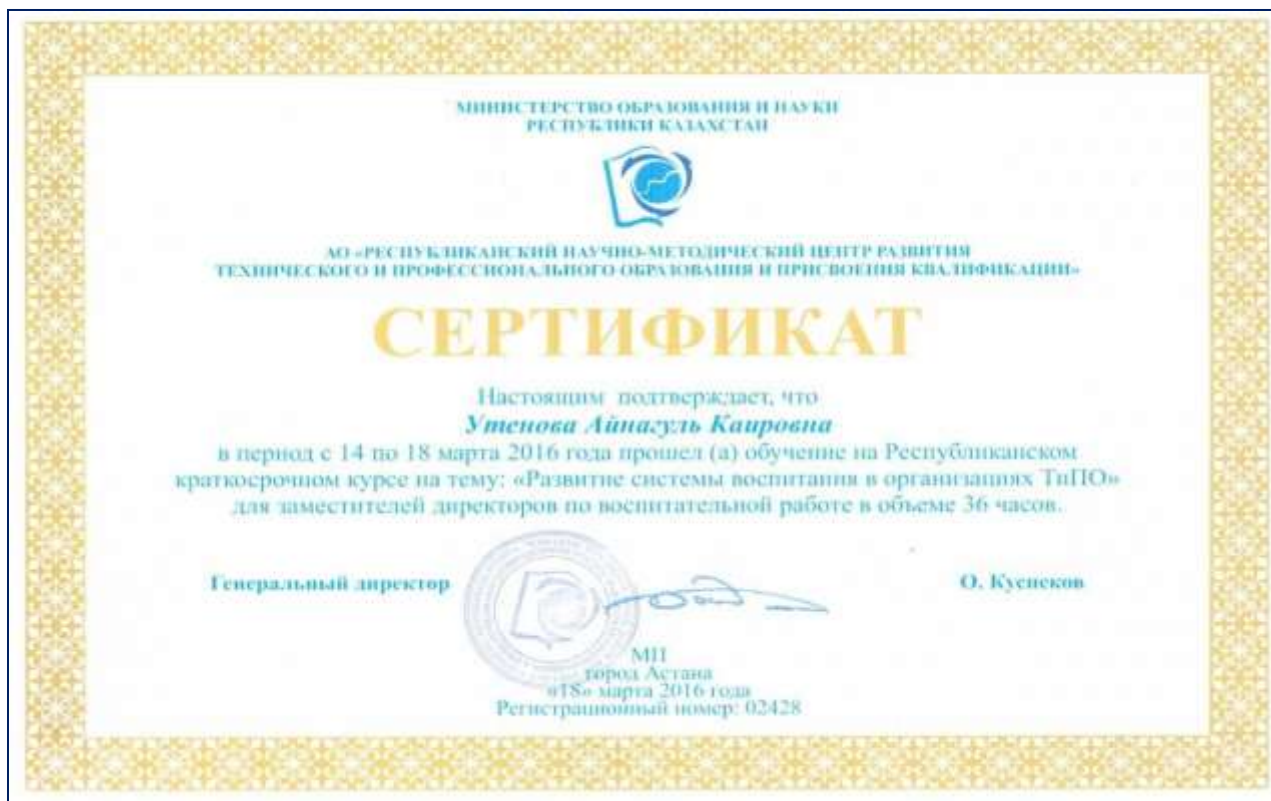 МИНИСТЕРСТВО ОБРАЗОВАНИЯ И НАУКИ
РЕСПУБЛИКИ КАЗАХСТАН
АО «РЕСПУБЛИКАНСКИЙ НАУЧНО-МЕТОДИЧЕСКИЙ ЦЕНТР РАЗВИТИЯ
ТЕХНИЧЕСКОГО И ПРОФЕССИОНАЛЬНОГО ОБРАЗОВАНИЯ И ПРИСВОЕНИЯ КВАЛИФИКАЦИИ»
СЕРТИФИКАТ
Настоящим подтверждает, что
Утенова Айнагуль Каировна
в период с 14 по 18 марта 2016 года прошел (а) обучение на Республиканском
краткосрочном курсе на тему: «Развитие системы воспитания в организациях ТиПО»
для заместителей директоров по воспитательной работе в объеме 36 часов.
Генеральный директор
О. Куспеков
МП
город Астана
«18» марта 2016 года
Регистрационный номер: 02428